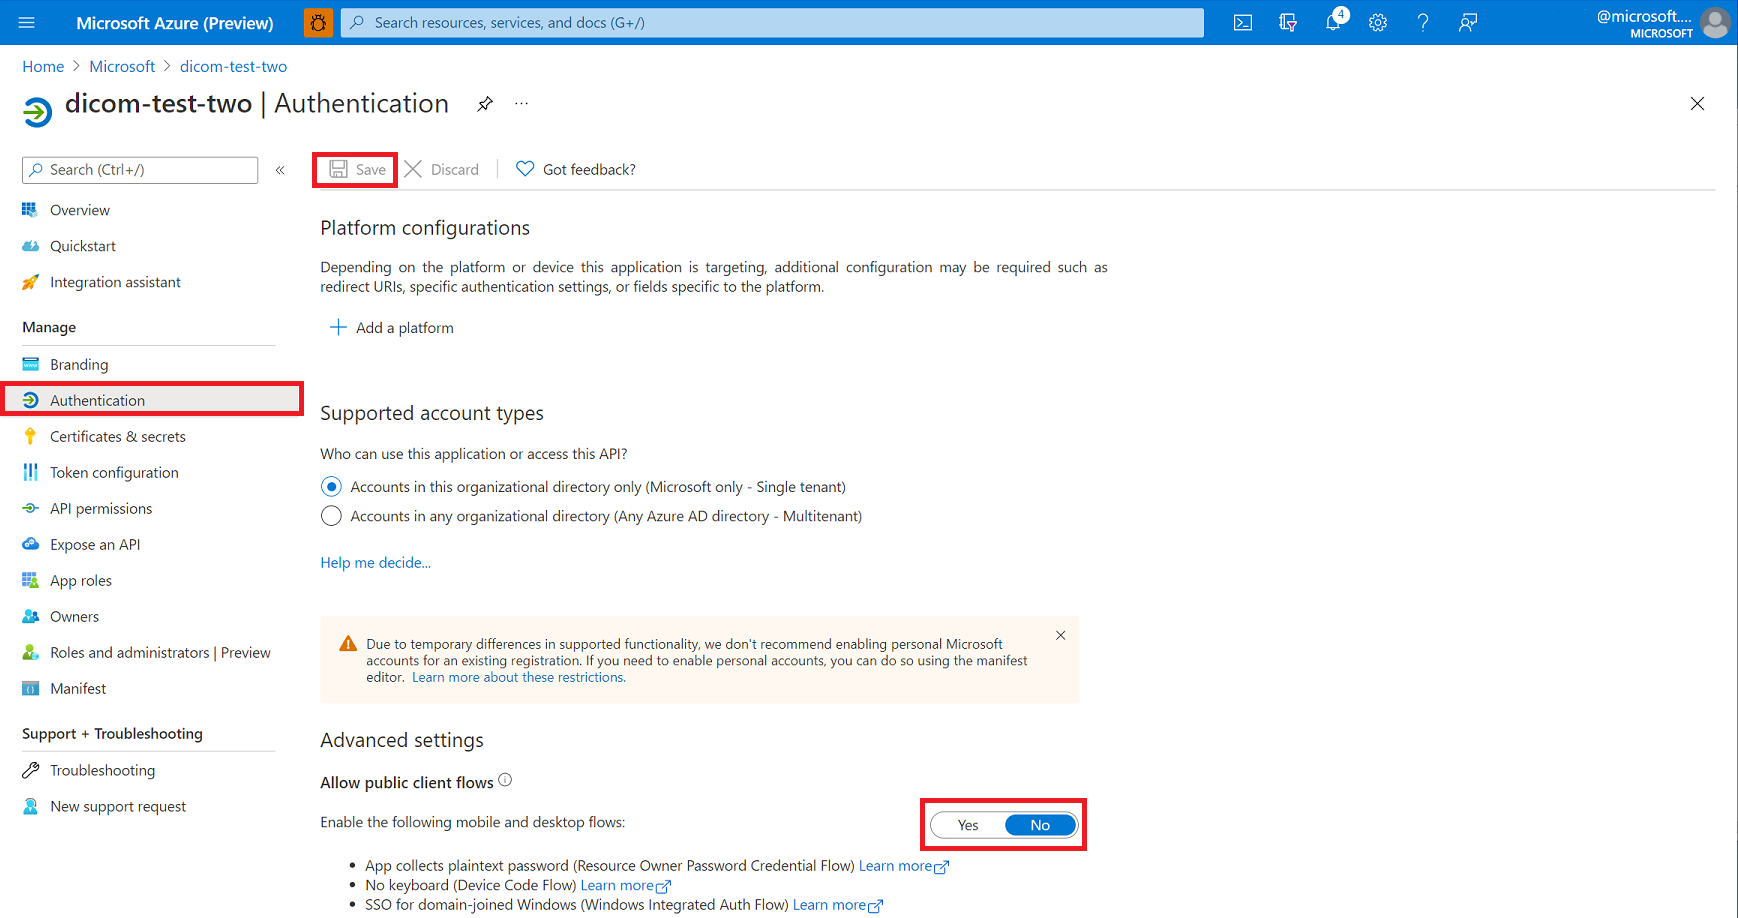 Microsoft Azure (Preview)
Search resources, services, and docs (G+/)
4
@microsoft....
MICROSOFT
Home > Microsoft > dicom-test-two
dicom-test-two | Authentication
Search (Ctrl+/)
«
Save
Discard
Got feedback?
Overview
Quickstart
Integration assistant
Manage
Branding
Authentication
Certificates & secrets
Token configuration
API permissions
Expose an API
App roles
Owners
Roles and administrators | Preview
Manifest
Support + Troubleshooting
Troubleshooting
New support request
Platform configurations
Depending on the platform or device this application is targeting, additional configuration may be required such as
redirect URIs, specific authentication settings, or fields specific to the platform.
Add a platform
Supported account types
Who can use this application or access this API?
Accounts in this organizational directory only (Microsoft only - Single tenant)
Accounts in any organizational directory (Any Azure AD directory - Multitenant)
Help me decide...
Due to temporary differences in supported functionality, we don't recommend enabling personal Microsoft
accounts for an existing registration. If you need to enable personal accounts, you can do so using the manifest
editor. Learn more about these restrictions.
Advanced settings
Allow public client flows
Enable the following mobile and desktop flows:
Yes No
• App collects plaintext password (Resource Owner Password Credential Flow) Learn more
• No keyboard (Device Code Flow) Learn more
• SSO for domain-joined Windows (Windows Integrated Auth Flow) Learn more